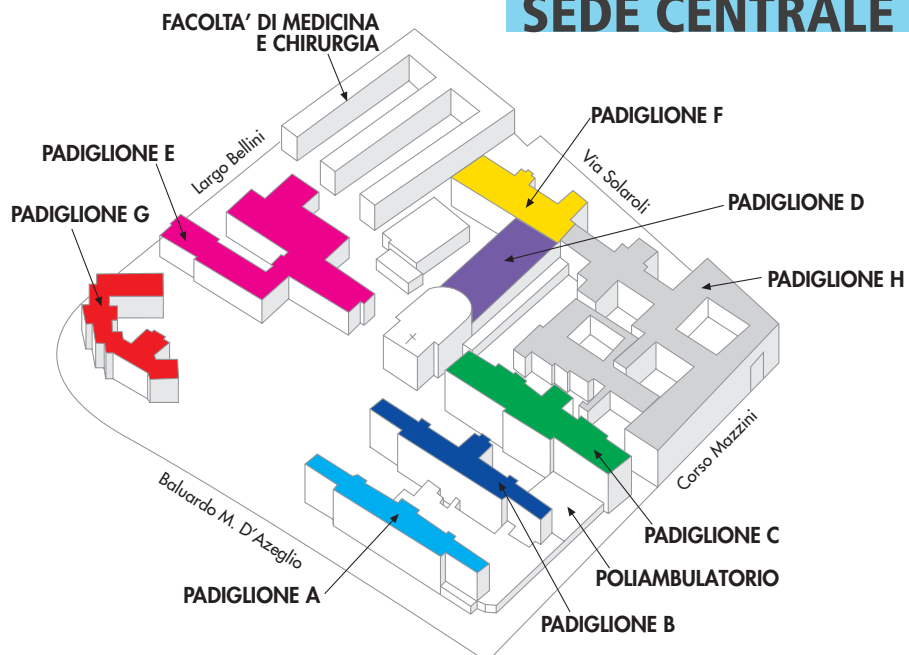 SEDE CENTRALE
FACOLTA' DI MEDICINA
E CHIRURGIA
PADIGLIONE F
Largo Bellini
Via Solaroli
PADIGLIONE E
PADIGLIONE D
PADIGLIONE G
PADIGLIONE H
Corso Mazzini
Baluardo M. D'Azeglio
PADIGLIONE C
POLIAMBULATORIO
PADIGLIONE A
PADIGLIONE B